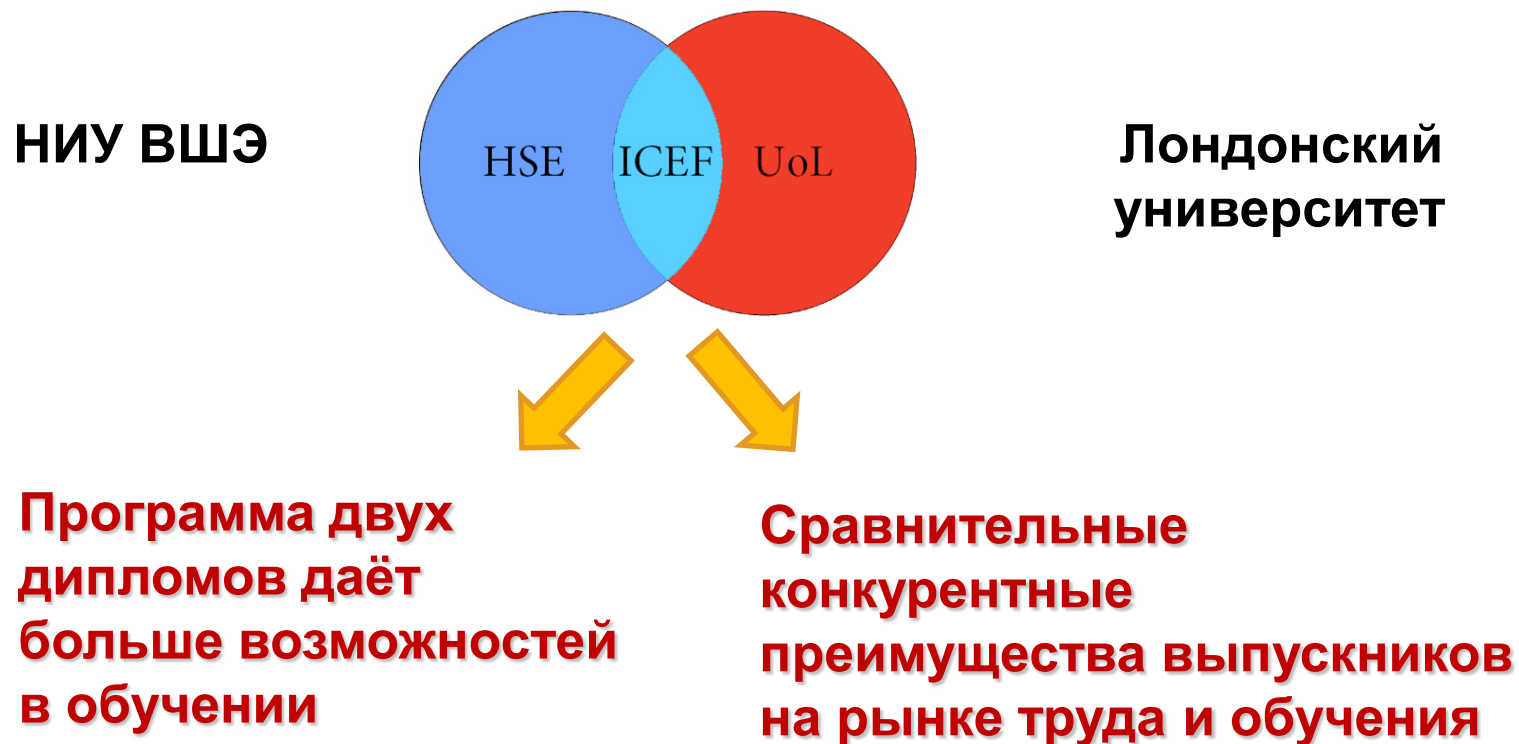 НИУ ВШЭ
HSE
ICEF
UoL
Лондонский
университет
Программа двух
дипломов даёт
больше возможностей
в обучении
Сравнительные
конкурентные
преимущества выпускников
на рынке труда и обучения